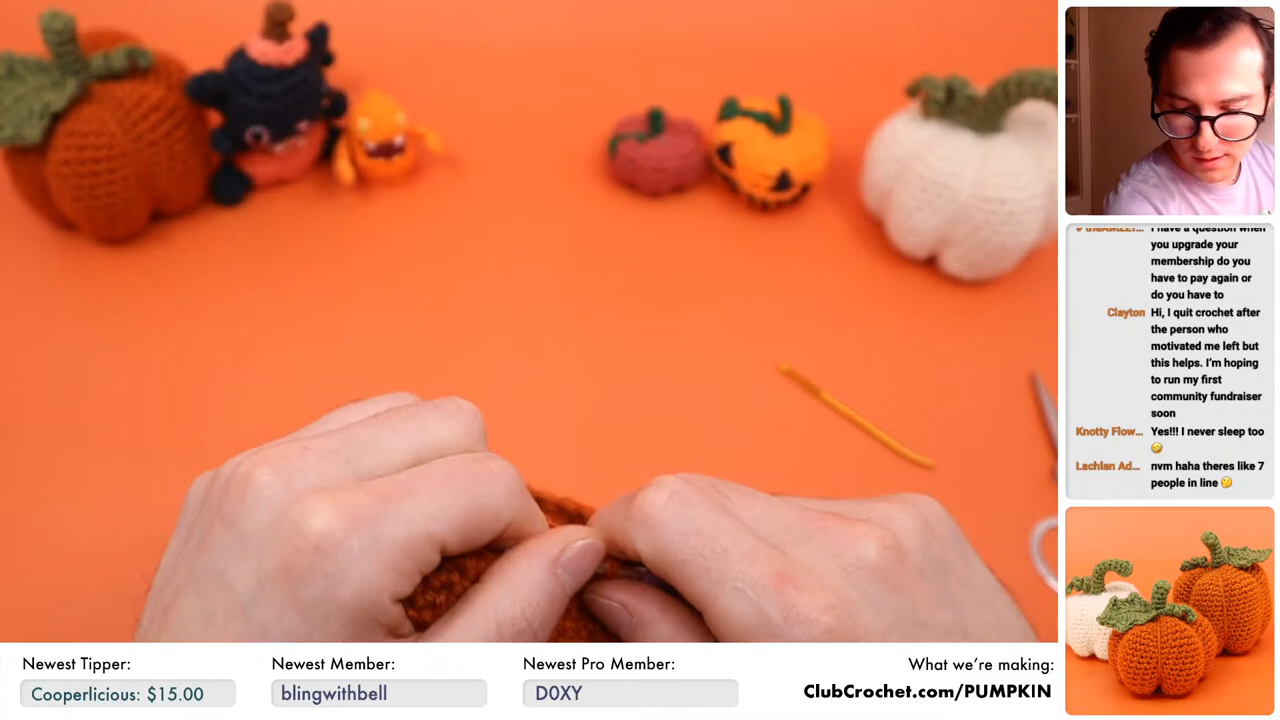 I have a question when
you upgrade your
membership do you
have to pay again or
do you have to
Clayton Hi, I quit crochet after
the person who
motivated me left but
this helps. I'm hoping
to run my first
community fundraiser
soon
Knotty Flow... Yes!!! I never sleep too
🤣
Lachlan Ad... nvm haha theres like 7
people in line 🤔
Newest Tipper:
Cooperlicious: $15.00
Newest Member:
blingwithbell
Newest Pro Member:
D0XY
What we're making:
ClubCrochet.com/PUMPKIN